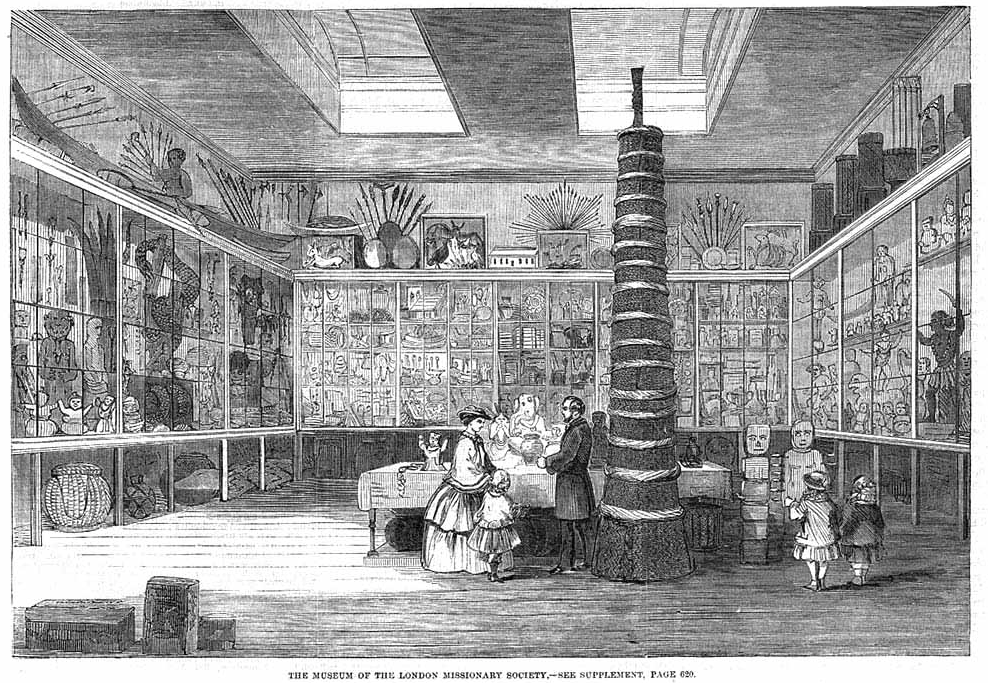 THE MUSEUM OF THE LONDON MISSIONARY SOCIETY,—SEE SUPPLEMENT, PAGE 620.